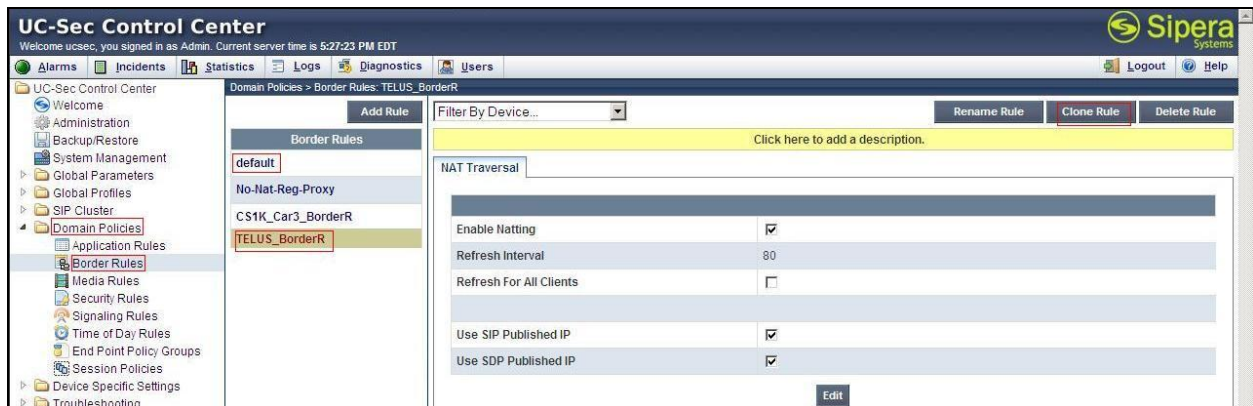 UC-Sec Control Center
Welcome ucsec, you signed in as Admin. Current server time is 5:27:23 PM EDT
Sipera
Systems
Alarms Incidents Statistics Logs Diagnostics Users Logout Help
UC-Sec Control Center
Welcome
Administration
Backup/Restore
System Management
Global Parameters
Global Profiles
SIP Cluster
Domain Policies
Application Rules
Border Rules
Media Rules
Security Rules
Signaling Rules
Time of Day Rules
End Point Policy Groups
Session Policies
Device Specific Settings
Troubleshooting
Domain Policies > Border Rules: TELUS_BorderR
Add Rule
Border Rules
default
No-Nat-Reg-Proxy
CS1K_Car3_BorderR
TELUS_BorderR
Filter By Device...
Rename Rule Clone Rule Delete Rule
Click here to add a description.
NAT Traversal
Enable Natting
Refresh Interval 80
Refresh For All Clients
Use SIP Published IP
Use SDP Published IP
Edit